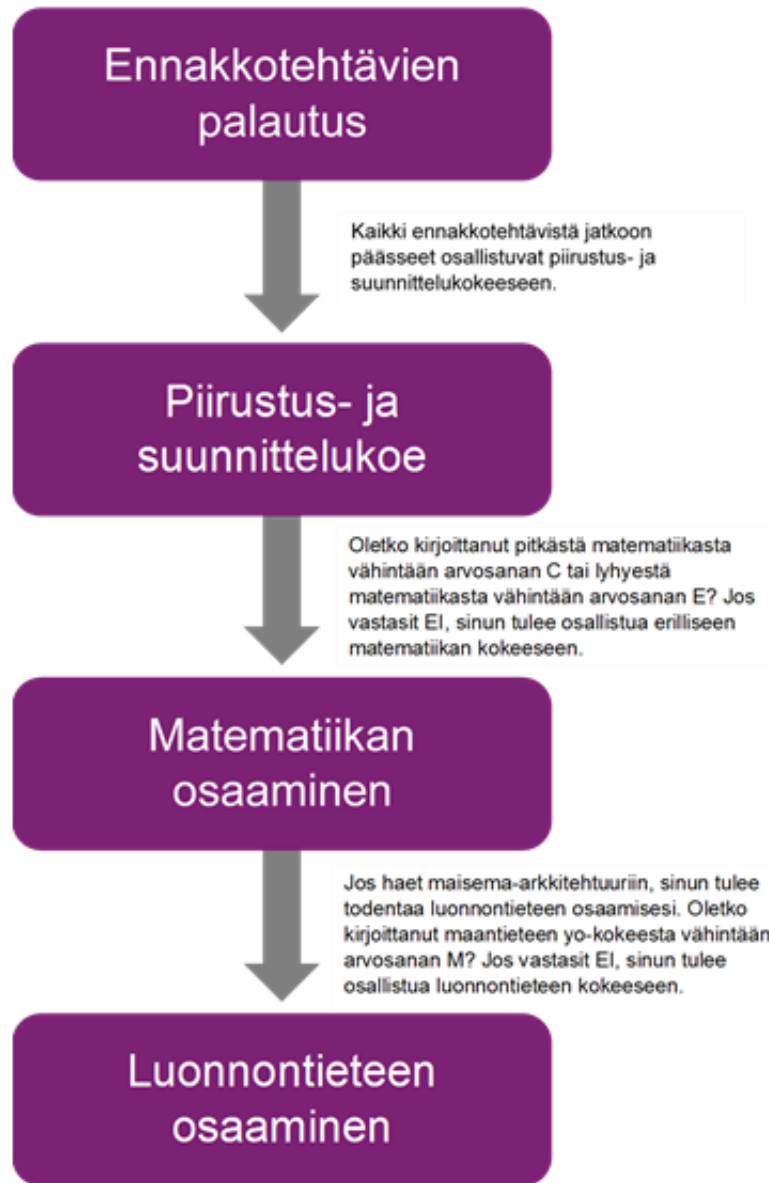 Ennakkotehtävien
palautus
Kaikki ennakkotehtävistä jatkoon
päässeet osallistuvat piirustus- ja
suunnittelukokeeseen.
Piirustus- ja
suunnittelukoe
Oletko kirjoittanut pitkästä matematiikasta
vähintään arvosanan C tai lyhyestä
matematiikasta vähintään arvosanan E? Jos
vastasit EI, sinun tulee osallistua erilliseen
matematiikan kokeeseen.
Matematiikan
osaaminen
Jos haet maisema-arkkitehtuuriin, sinun tulee
todentaa luonnontieteen osaamisesi. Oletko
kirjoittanut maantieteen yo-kokeesta vähintään
arvosanan M? Jos vastasit EI, sinun tulee
osallistua luonnontieteen kokeeseen.
Luonnontieteen
osaaminen